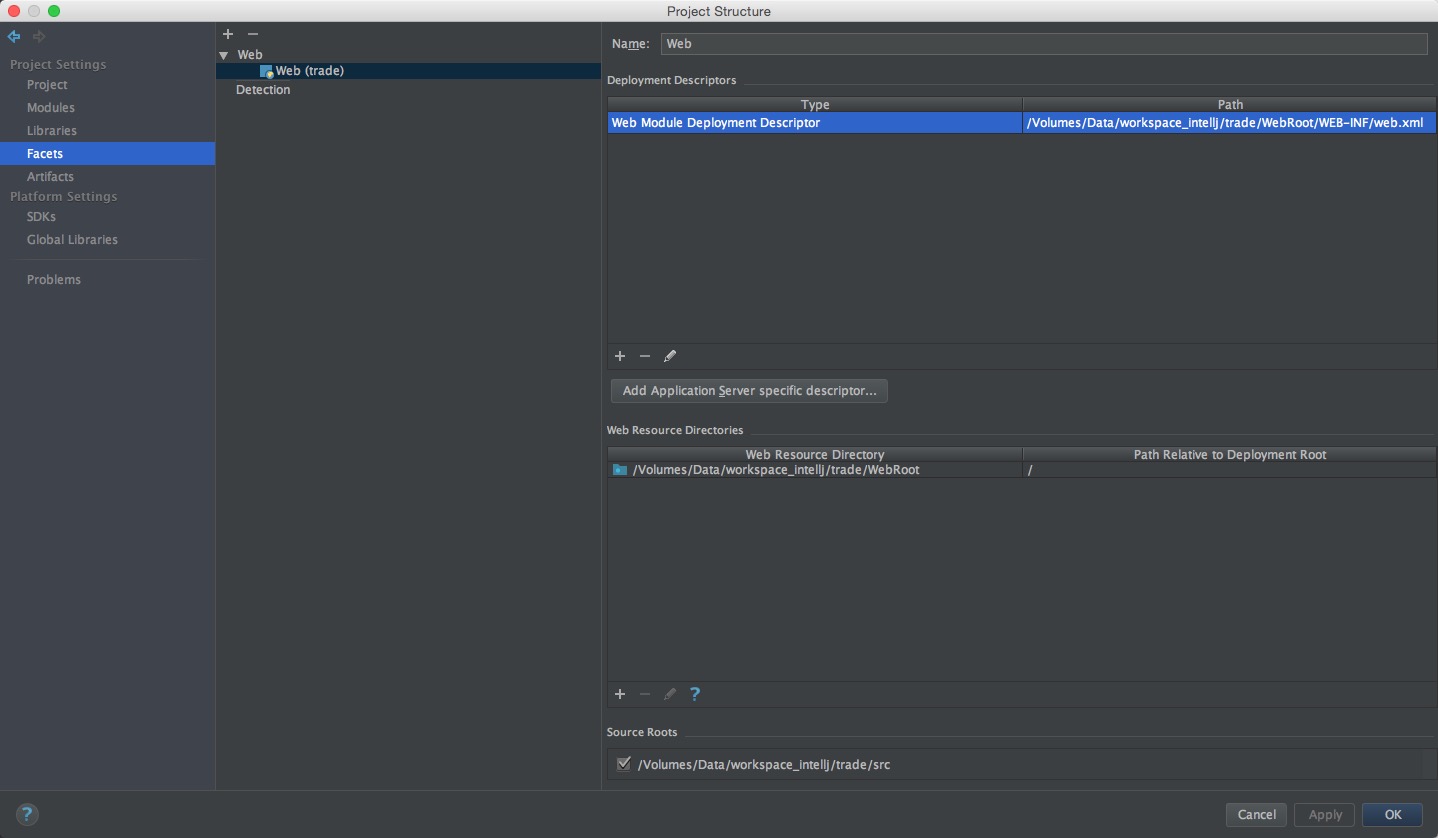 Project Structure
Project Settings
Project
Modules
Libraries
Facets
Artifacts
Platform Settings
SDKs
Global Libraries
Problems
Web
Web (trade)
Detection
Name: Web
Deployment Descriptors
Type Path
Web Module Deployment Descriptor /Volumes/Data/workspace_intellj/trade/WebRoot/WEB-INF/web.xml
Add Application Server specific descriptor...
Web Resource Directories
Web Resource Directory Path Relative to Deployment Root
/Volumes/Data/workspace_intellj/trade/WebRoot /
?
Source Roots
/Volumes/Data/workspace_intellj/trade/src
? Cancel Apply OK